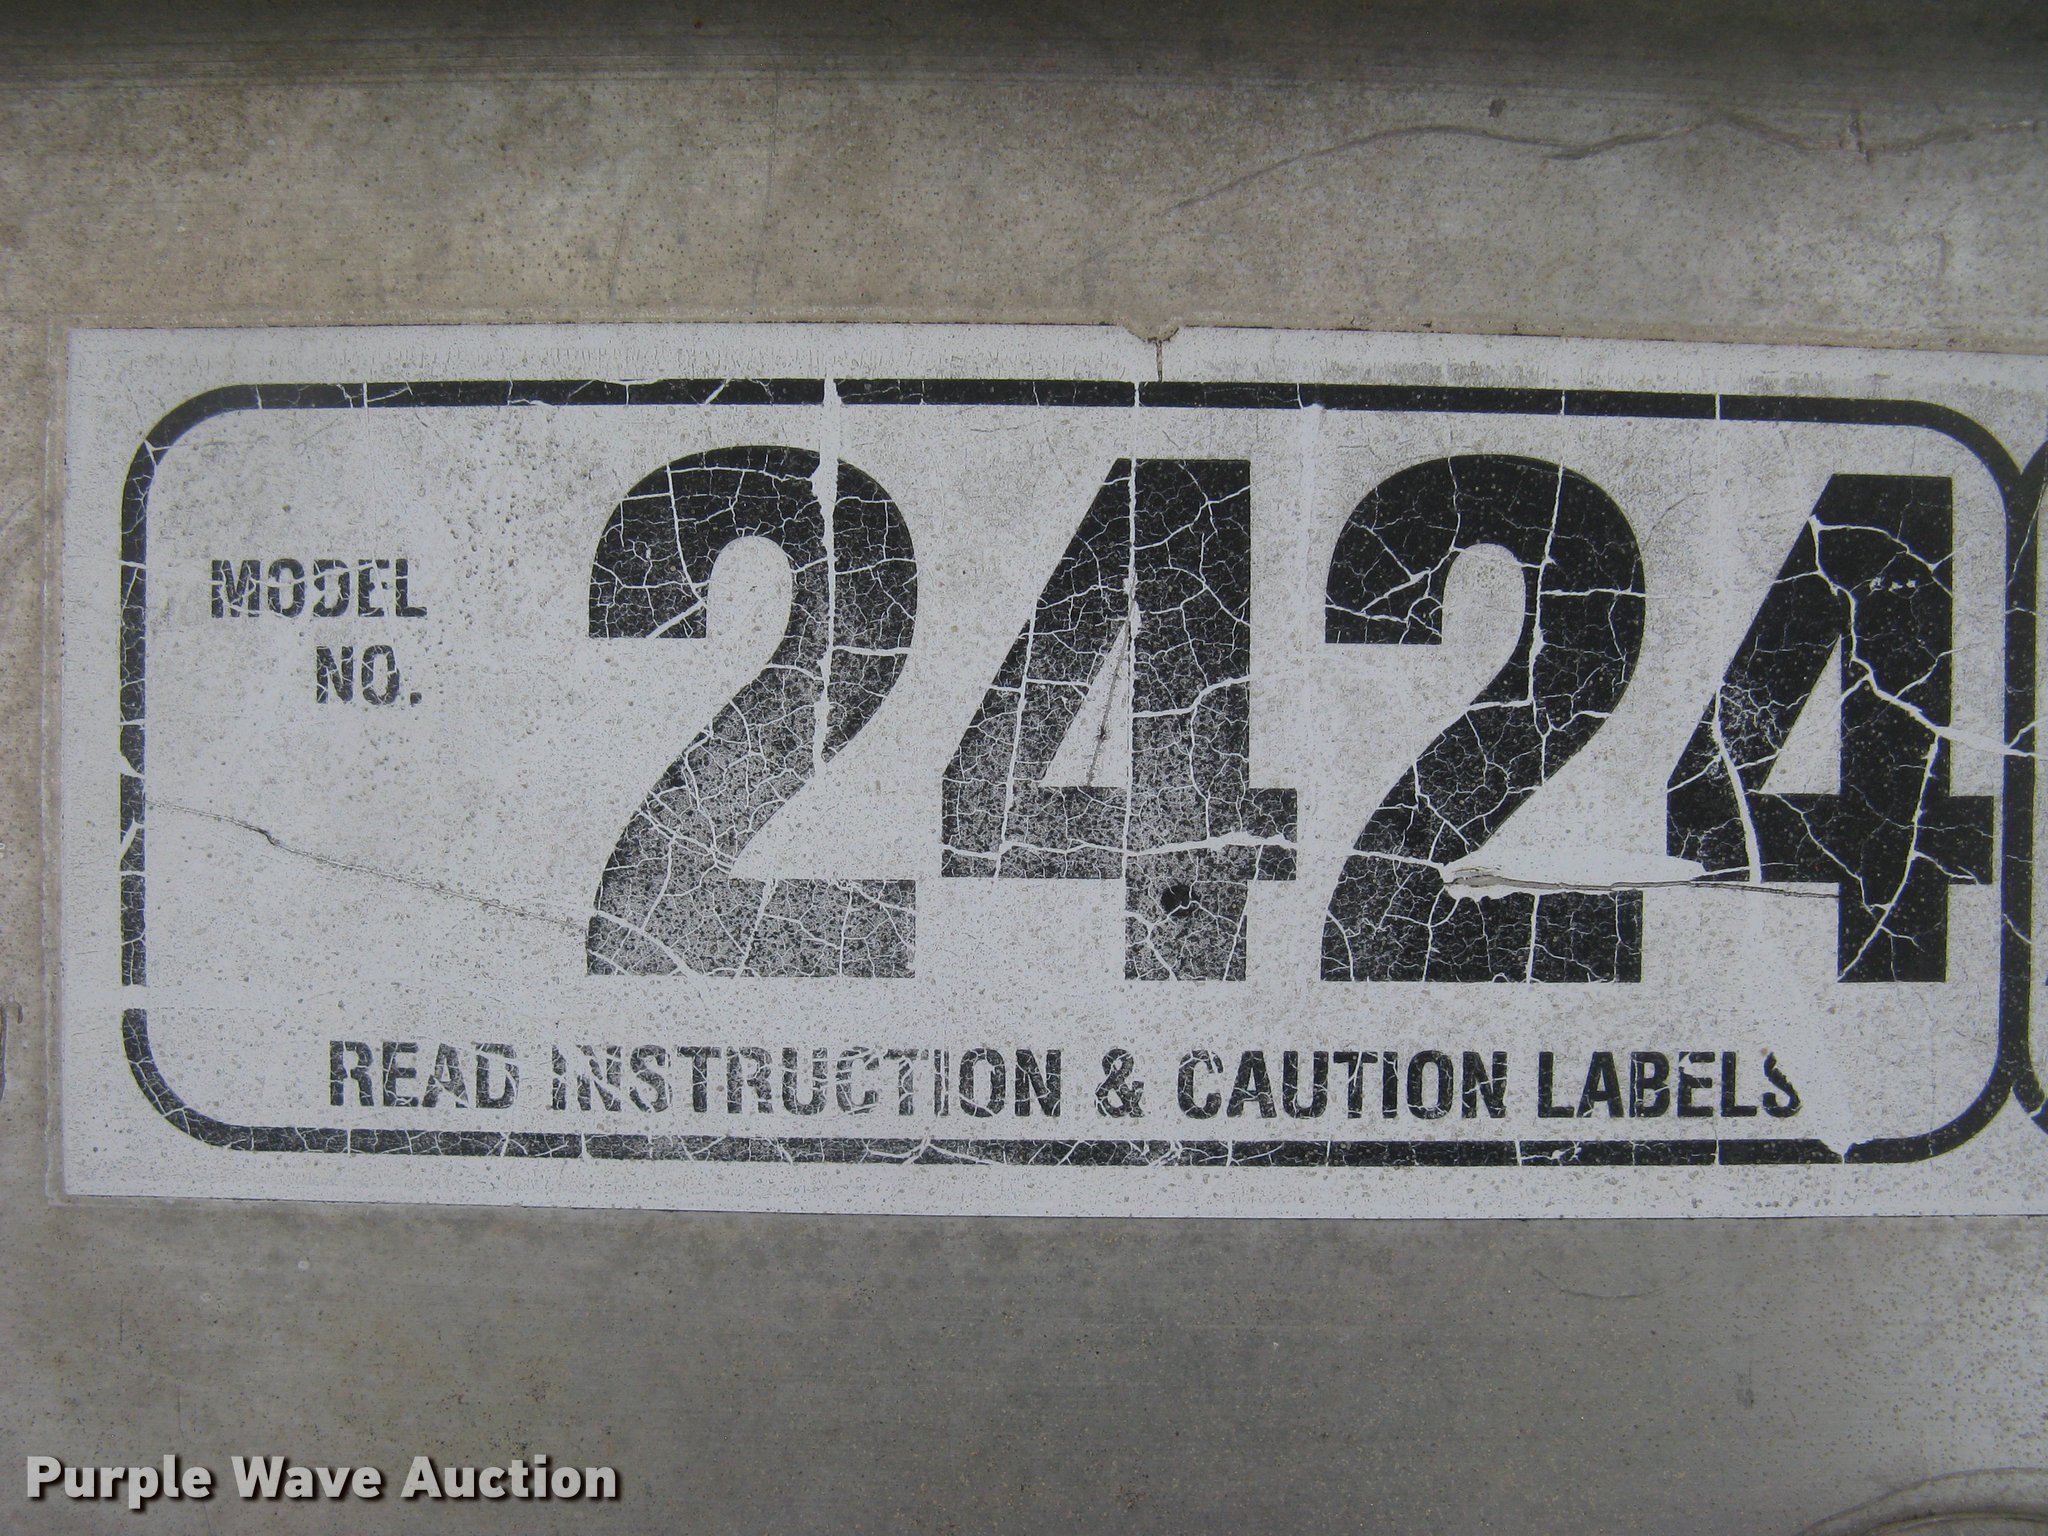 MODEL
NO.
2424
READ INSTRUCTION & CAUTION LABELS
Purple Wave Auction